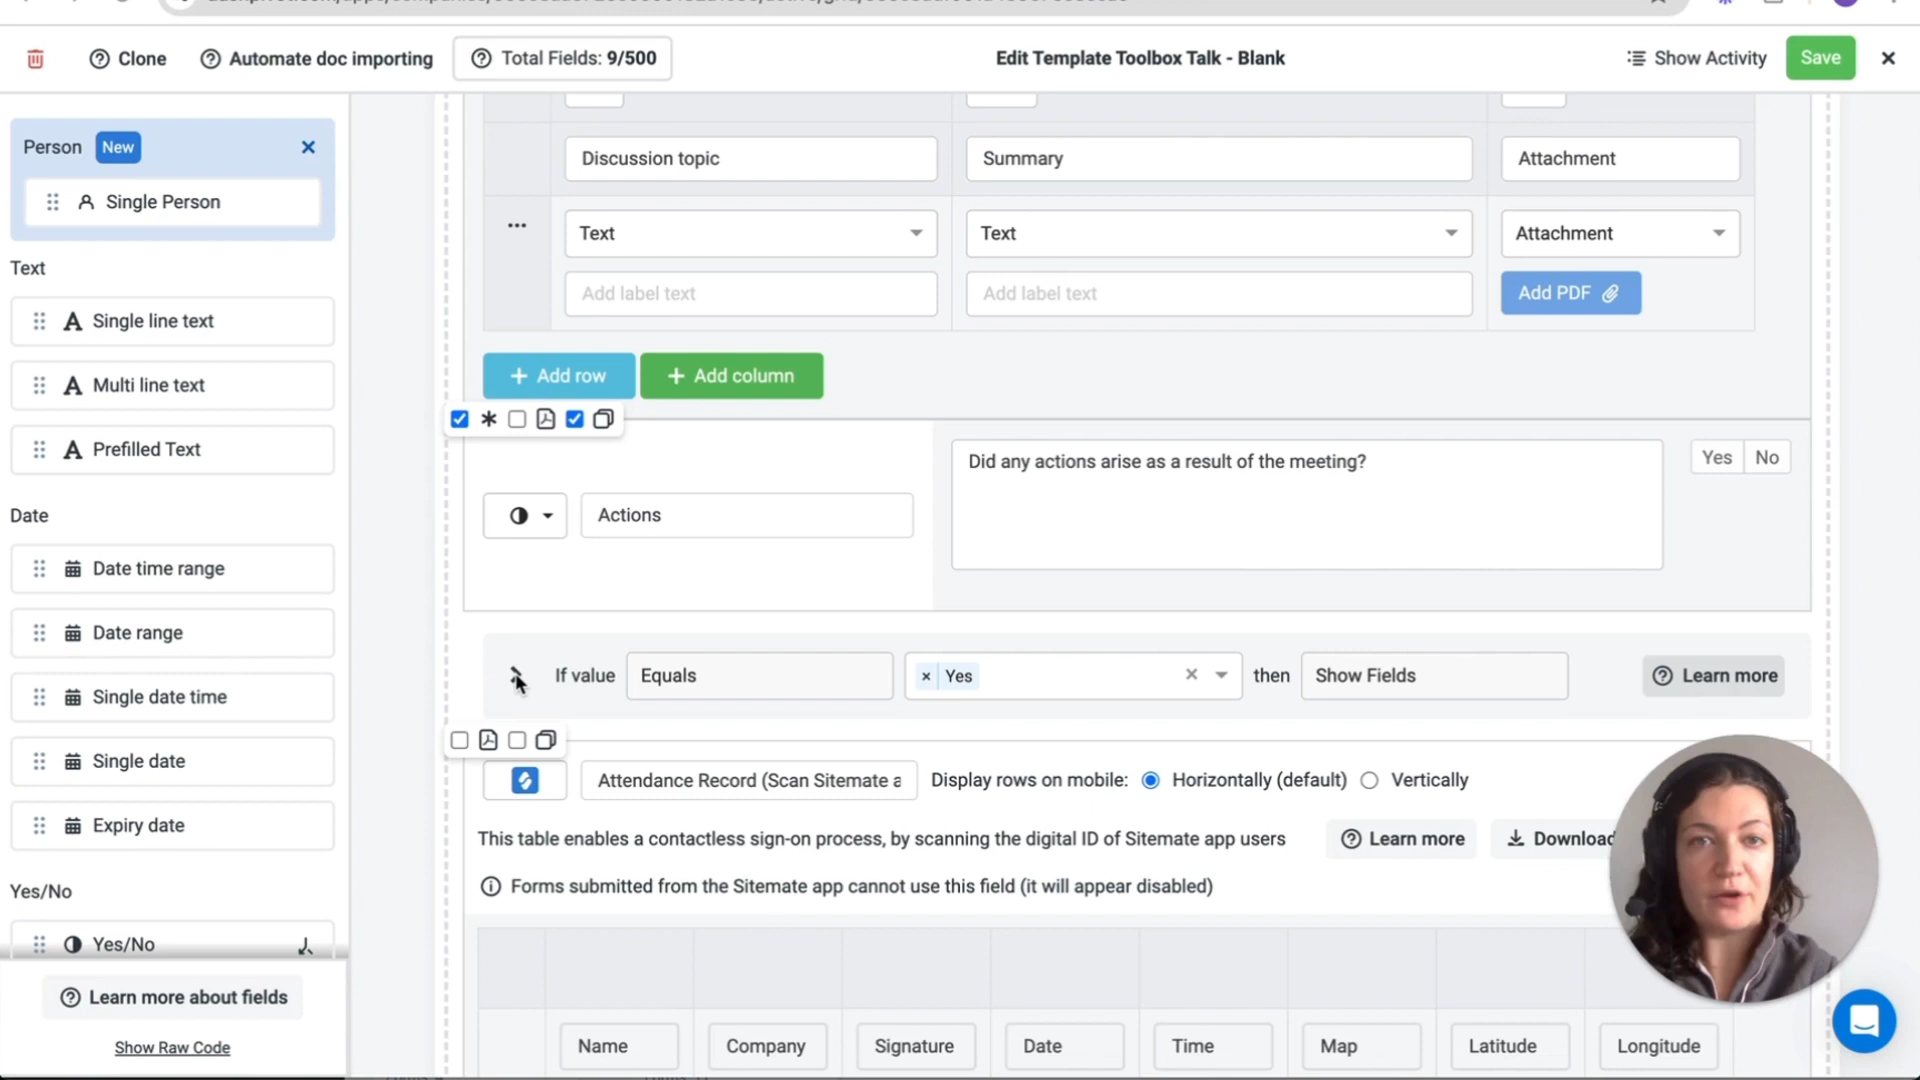 Clone
Automate doc importing
Total Fields: 9/500
Edit Template Toolbox Talk - Blank
Show Activity
Save
Person New
Single Person
Text
Single line text
Multi line text
Prefilled Text
Date
Date time range
Date range
Single date time
Single date
Expiry date
Yes/No
Yes/No
Learn more about fields
Show Raw Code
Discussion topic
Summary
Attachment
Text
Text
Attachment
Add label text
Add label text
Add PDF
+ Add row
+ Add column
Actions
Did any actions arise as a result of the meeting?
Yes
No
If value
Equals
× Yes
then
Show Fields
Learn more
Attendance Record (Scan Sitemate a
Display rows on mobile:
Horizontally (default)
Vertically
This table enables a contactless sign-on process, by scanning the digital ID of Sitemate app users
Learn more
Download
Forms submitted from the Sitemate app cannot use this field (it will appear disabled)
Name
Company
Signature
Date
Time
Map
Latitude
Longitude